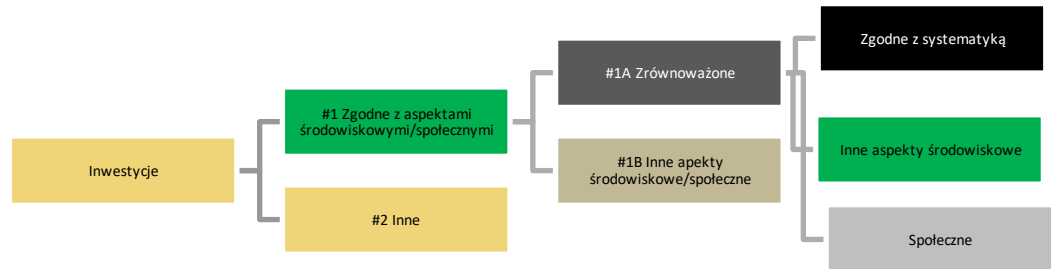 Inwestycje
#1 Zgodne z aspektami
środowiskowymi/społecznymi
#2 Inne
#1A Zrównoważone
#1B Inne apekty
środowiskowe/społeczne
Zgodne z systematyką
Inne aspekty środowiskowe
Społeczne